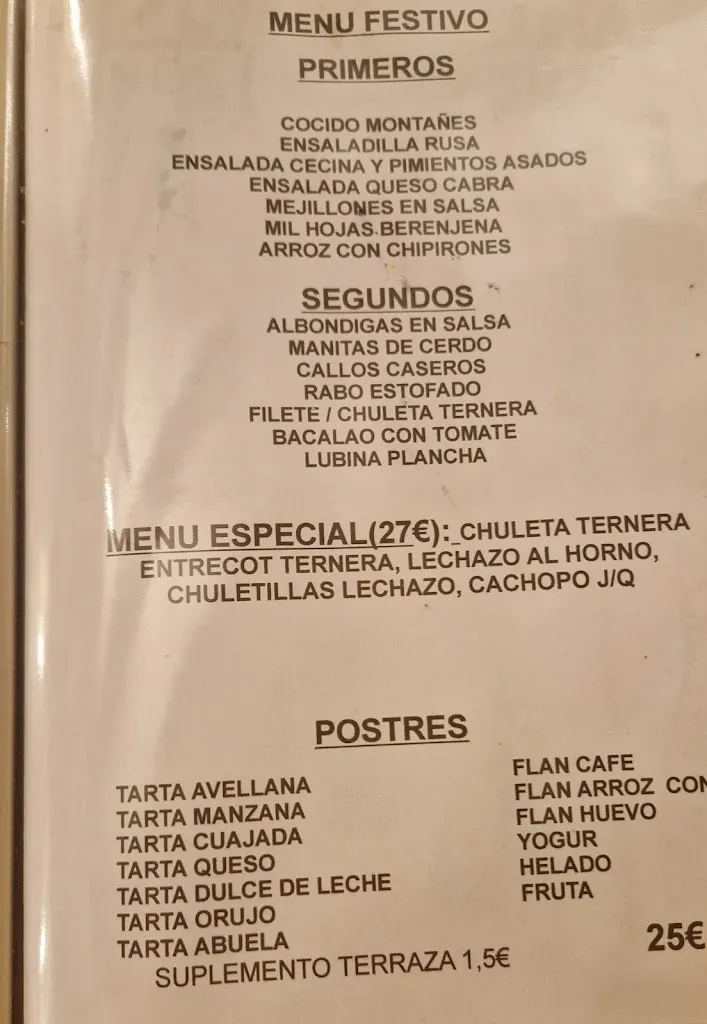 MENU FESTIVO
PRIMEROS
COCIDO MONTAÑES
ENSALADILLA RUSA
ENSALADA CECINA Y PIMIENTOS ASADOS
ENSALADA QUESO CABRA
MEJILLONES EN SALSA
MIL HOJAS BERENJENA
ARROZ CON CHIPIRONES
SEGUNDOS
ALBONDIGAS EN SALSA
MANITAS DE CERDO
CALLOS CASEROS
RABO ESTOFADO
FILETE / CHULETA TERNERA
BACALAO CON TOMATE
LUBINA PLANCHA
MENU ESPECIAL(27€): CHULETA TERNERA
ENTRECOT TERNERA, LECHAZO AL HORNO,
CHULETILLAS LECHAZO, CACHOPO J/Q
POSTRES
TARTA AVELLANA
TARTA MANZANA
TARTA CUAJADA
TARTA QUESO
TARTA DULCE DE LECHE
TARTA ORUJO
TARTA ABUELA
FLAN CAFE
FLAN ARROZ CON
FLAN HUEVO
YOGUR
HELADO
FRUTA
25€
SUPLEMENTO TERRAZA 1,5€